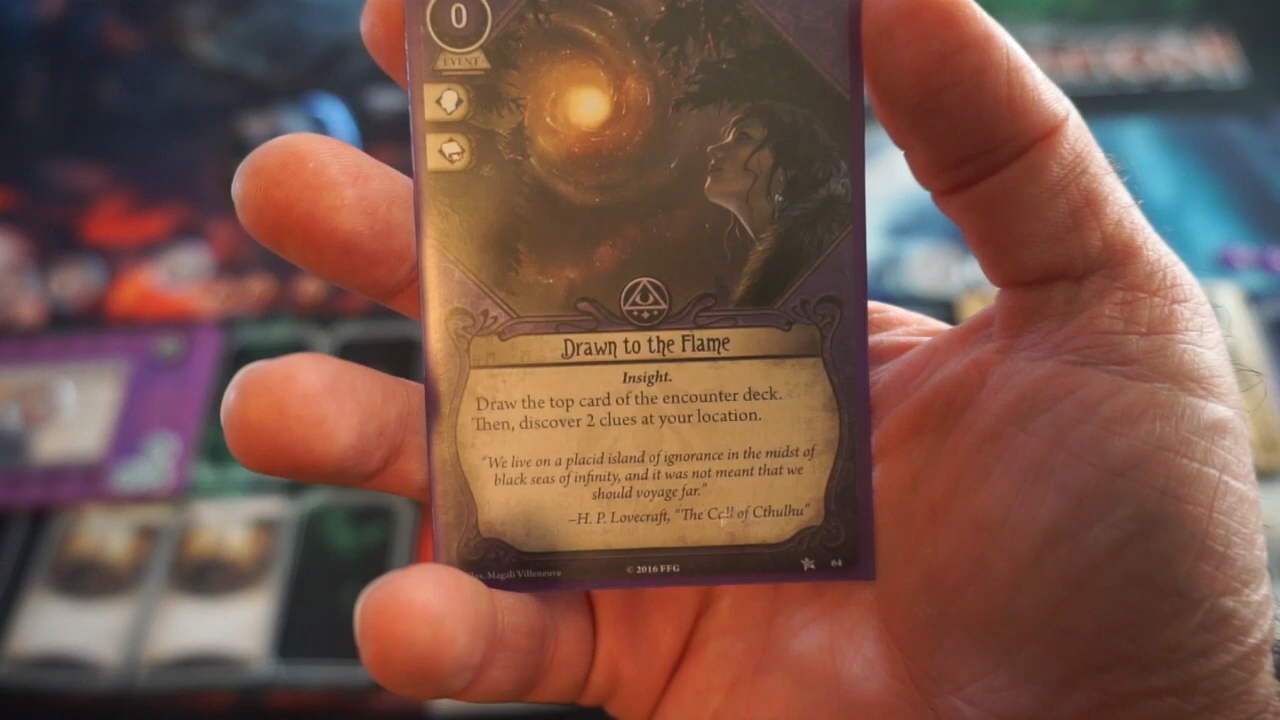 0
EVENT
Drawn to the Flame
Insight.
Draw the top card of the encounter deck.
Then, discover 2 clues at your location.
"We live on a placid island of ignorance in the midst of
black seas of infinity, and it was not meant that we
should voyage far."
–H. P. Lovecraft, "The Call of Cthulhu"
Magali Villeneuve © 2016 FFG 64